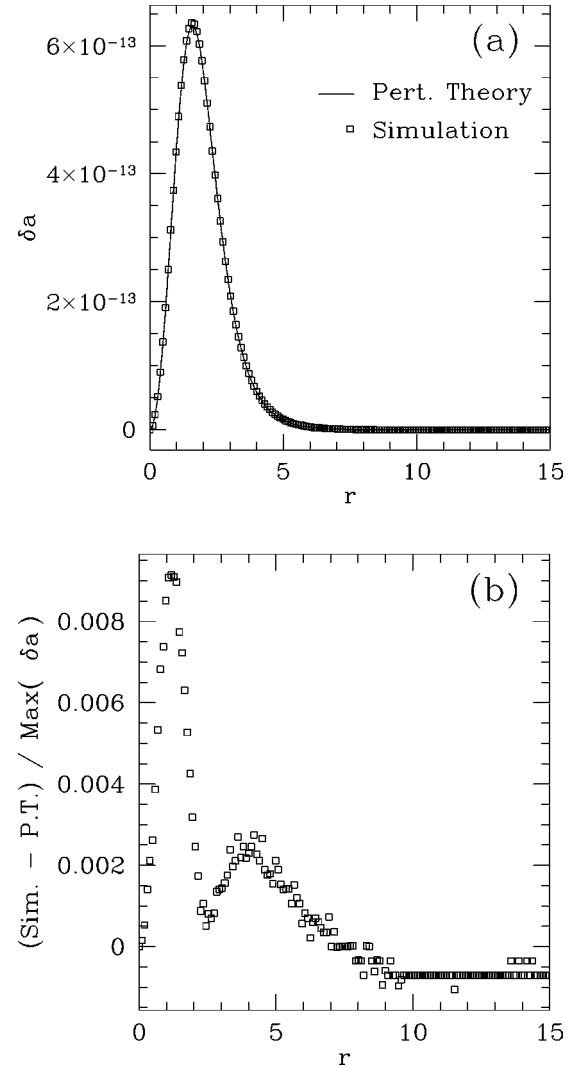 (a)
6×10⁻¹³
4×10⁻¹³
2×10⁻¹³
0
δa
Pert. Theory
Simulation
0 5 10 15
r
(b)
0.008
0.006
0.004
0.002
0
(Sim. − P.T.) / Max( δa)
0 5 10 15
r